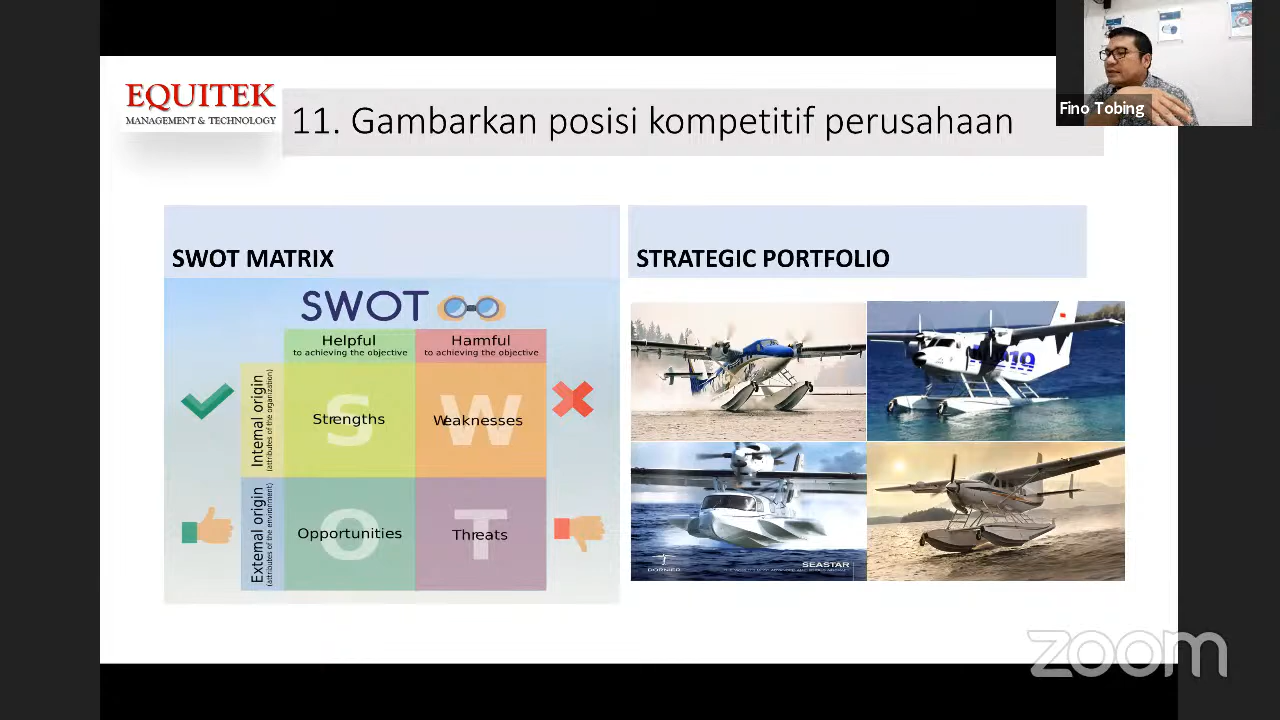 EQUITEK
MANAGEMENT & TECHNOLOGY
11. Gambarkan posisi kompetitif perusahaan
Fino Tobing
SWOT MATRIX
STRATEGIC PORTFOLIO
SWOT
Helpful
to achieving the objective
Harmful
to achieving the objective
Internal origin
(attributes of the organization)
S
Strengths
W
Weaknesses
External origin
(attributes of the environment)
O
Opportunities
T
Threats
19
DORNIER
SEASTAR
zoom